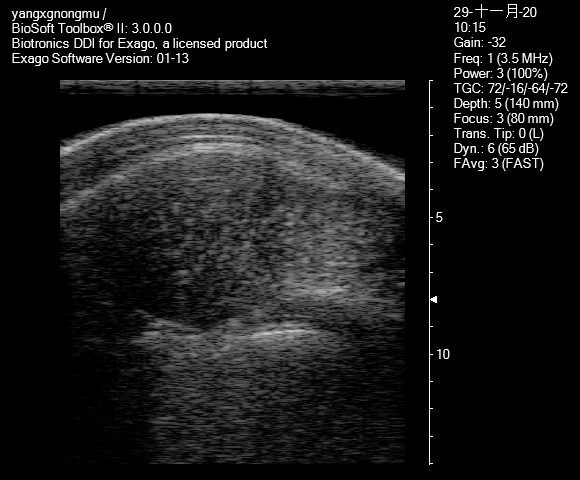 yangxgnongmu /
BioSoft Toolbox® II: 3.0.0.0
Biotronics DDI for Exago, a licensed product
Exago Software Version: 01-13
29-十一月-20
10:15
Gain: -32
Freq: 1 (3.5 MHz)
Power: 3 (100%)
TGC: 72/-16/-64/-72
Depth: 5 (140 mm)
Focus: 3 (80 mm)
Trans. Tip: 0 (L)
Dyn.: 6 (65 dB)
FAvg: 3 (FAST)
5
10